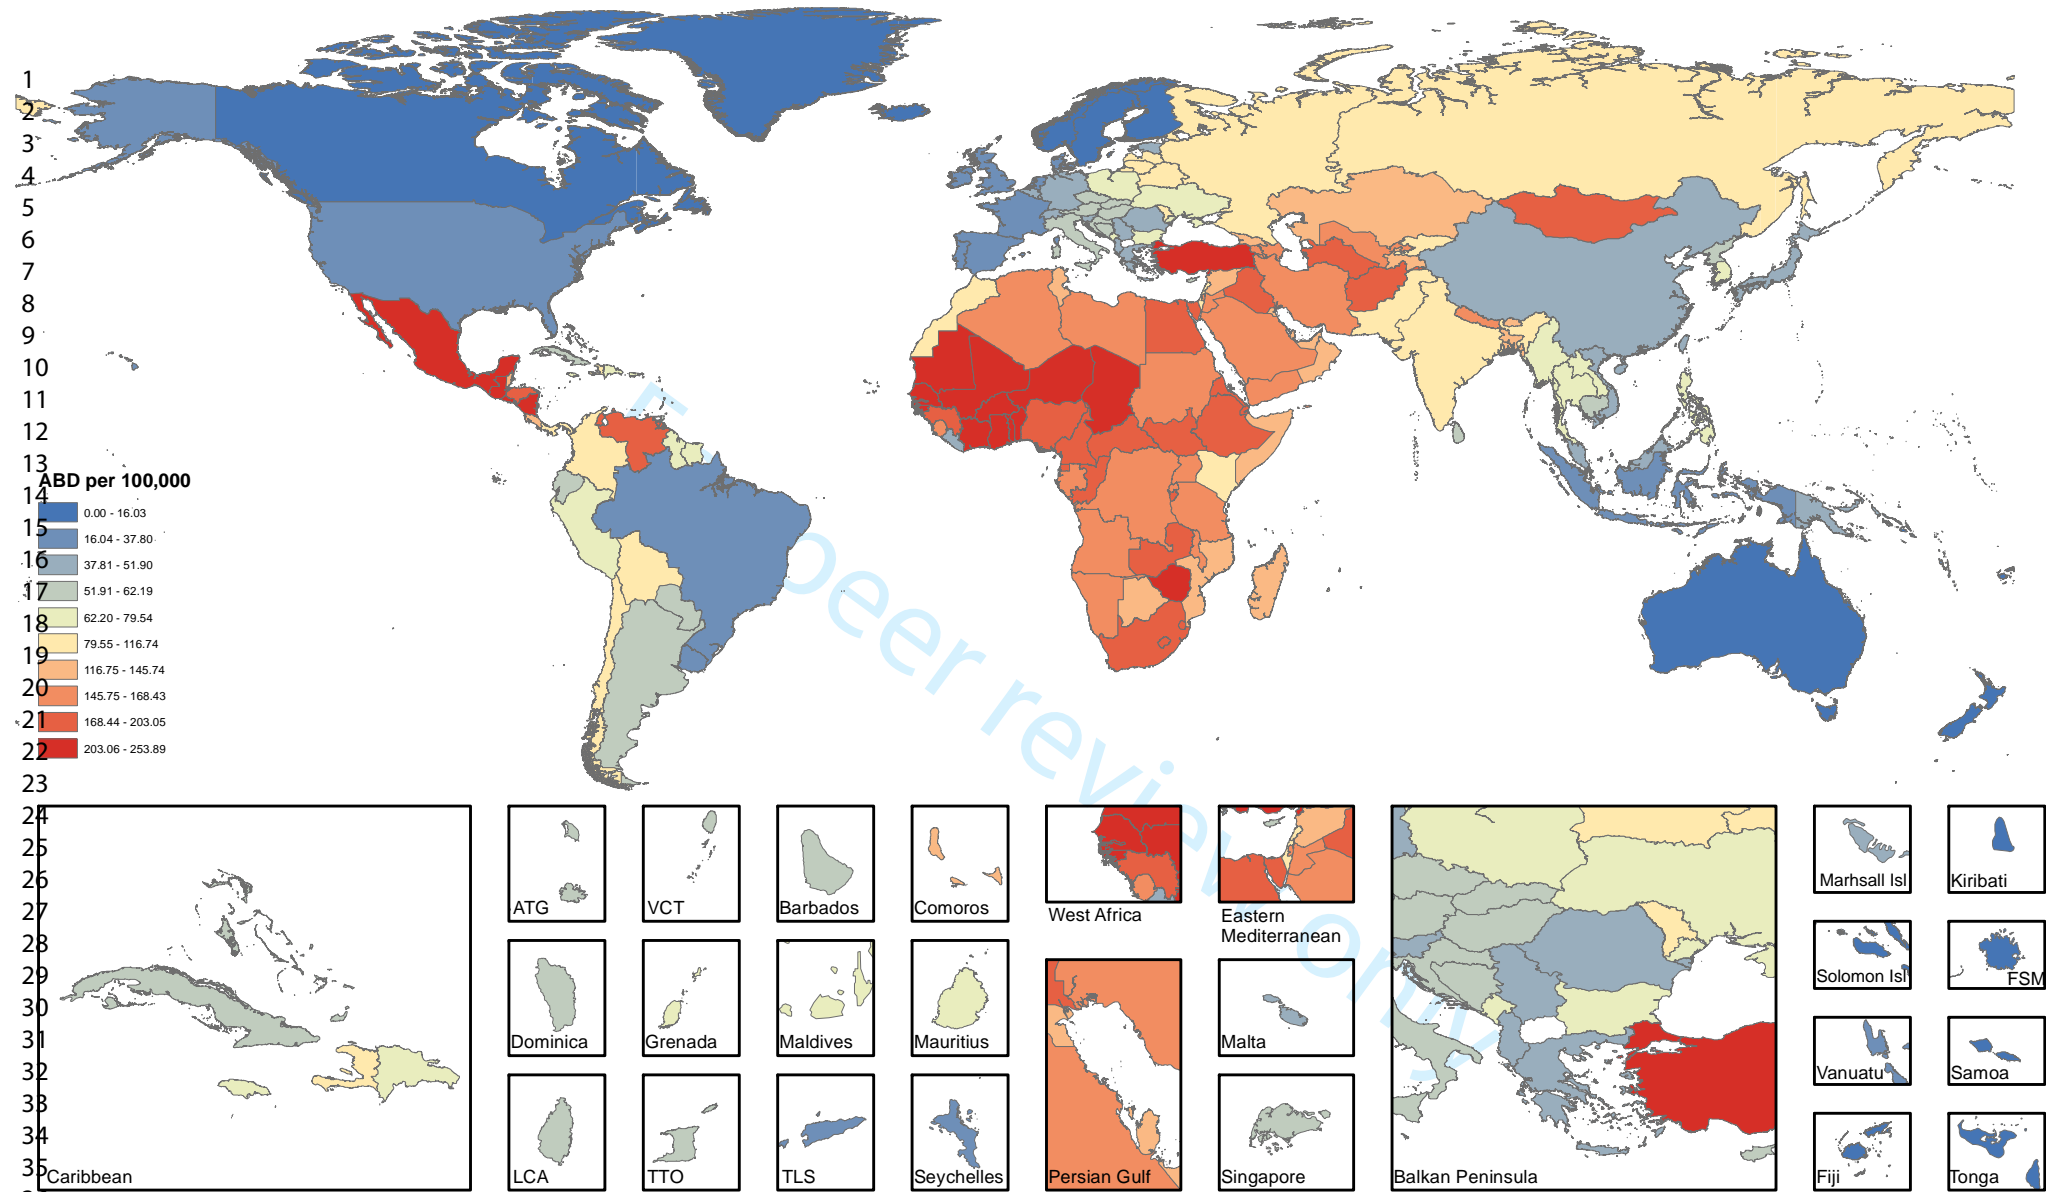 1
2
3
4
5
6
7
8
9
10
11
12
13
ABD per 100,000
14
0.00 - 16.03
15
16.04 - 37.80
16
37.81 - 51.90
17
51.91 - 62.19
18
62.20 - 79.54
19
79.55 - 116.74
20
116.75 - 145.74
145.75 - 168.43
21
168.44 - 203.05
22
203.06 - 253.89
23
24
25
26
27
28
29
30
31
32
33
34
35
For peer review only
Caribbean
ATG
VCT
Barbados
Comoros
West Africa
Eastern
Mediterranean
Marhsall Isl
Kiribati
Dominica
Grenada
Maldives
Mauritius
Malta
Solomon Isl
FSM
Vanuatu
Samoa
LCA
TTO
TLS
Seychelles
Persian Gulf
Singapore
Balkan Peninsula
Fiji
Tonga